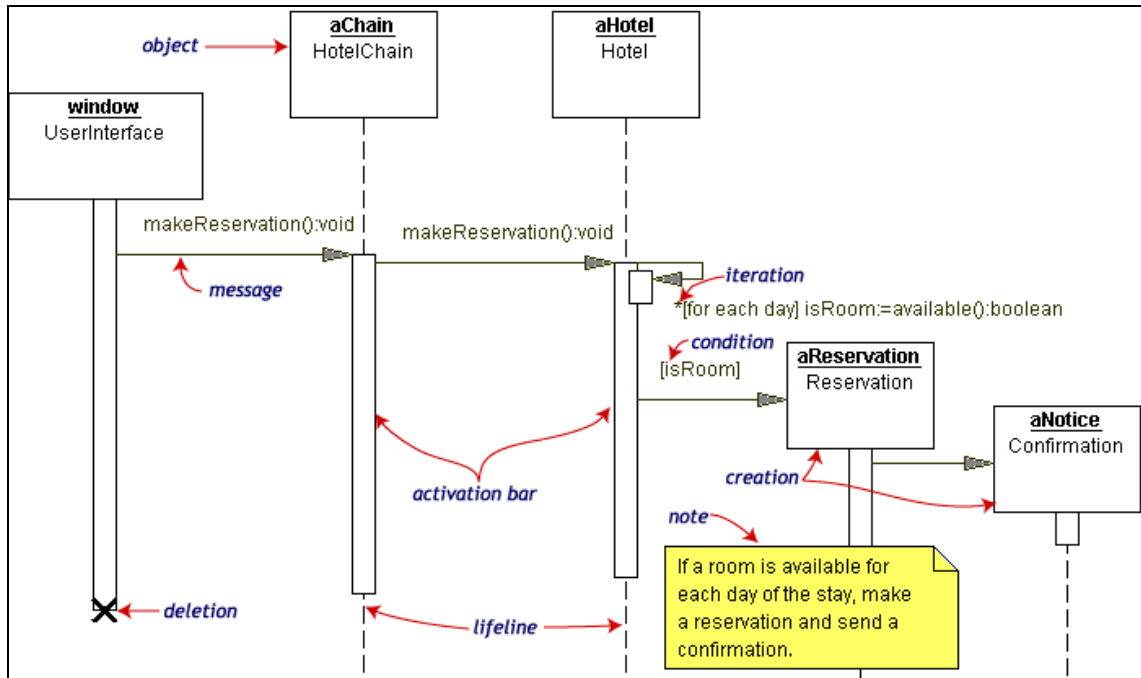 object
aChain
HotelChain
aHotel
Hotel
window
UserInterface
makeReservation():void
makeReservation():void
message
iteration
*[for each day] isRoom:=available():boolean
condition
[isRoom]
aReservation
Reservation
aNotice
Confirmation
activation bar
creation
note
If a room is available for
each day of the stay, make
a reservation and send a
confirmation.
deletion
lifeline